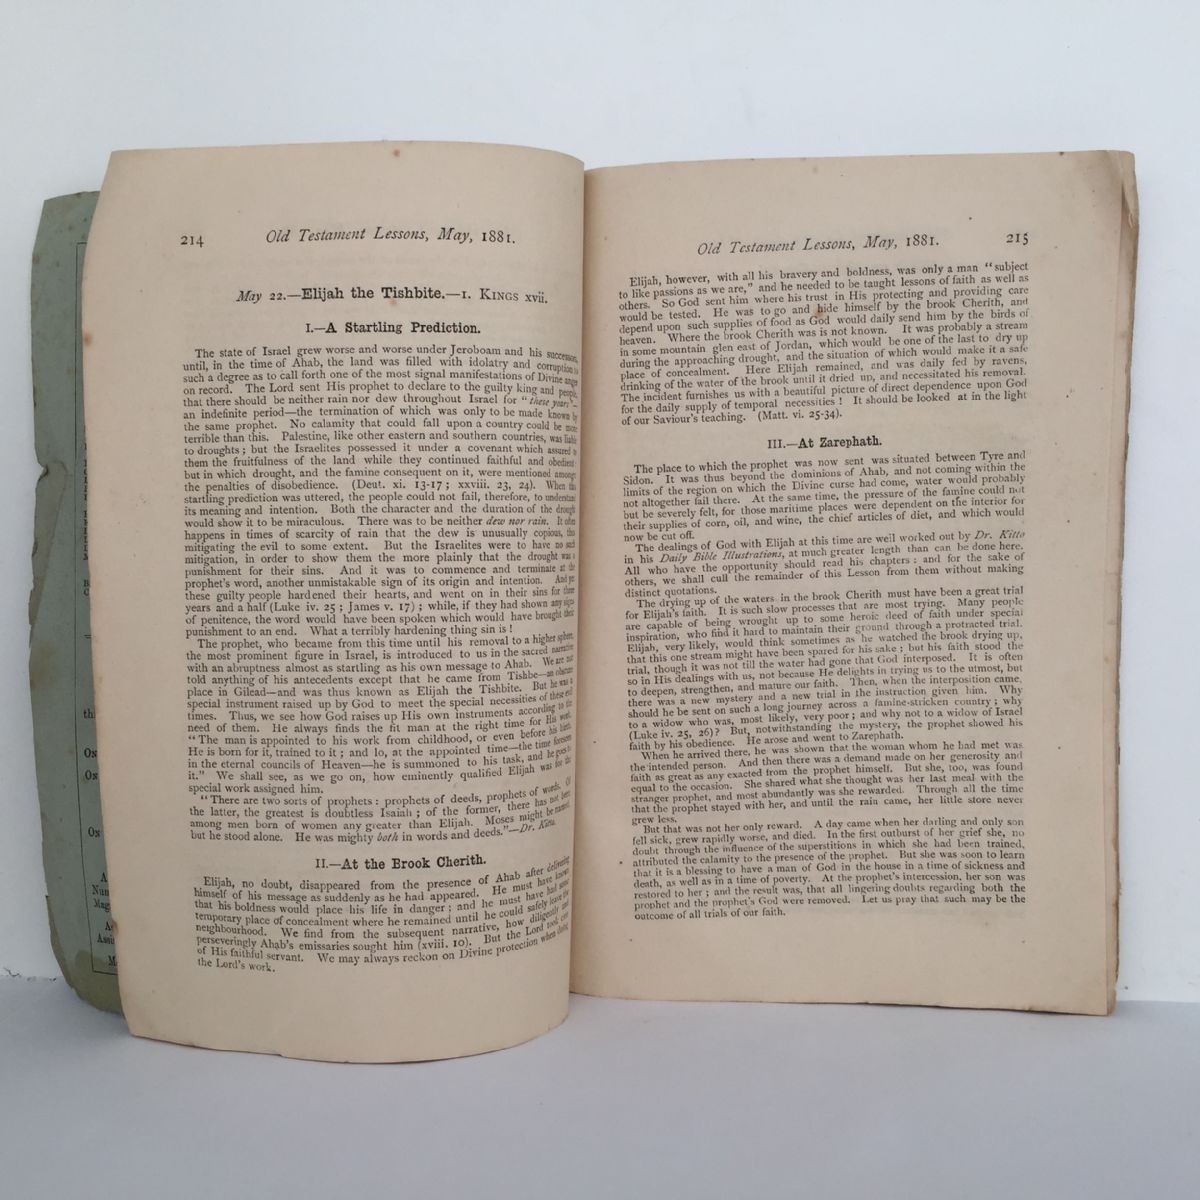 214
Old Testament Lessons, May, 1881.
May 22.—Elijah the Tishbite.—1. KINGS xvii.
I.—A Startling Prediction.
The state of Israel grew worse and worse under Jeroboam and his successors,
until, in the time of Ahab, the land was filled with idolatry and corruption to
such a degree as to call forth one of the most signal manifestations of Divine anger
on record. The Lord sent His prophet to declare to the guilty king and people,
that there should be neither rain nor dew throughout Israel for "these years"—
an indefinite period—the termination of which was only to be made known by
the same prophet. No calamity that could fall upon a country could be more
terrible than this. Palestine, like other eastern and southern countries, was liable
to droughts; but the Israelites possessed it under a covenant which assured to
them the fruitfulness of the land while they continued faithful and obedient:
but in which drought, and the famine consequent on it, were mentioned amongst
the penalties of disobedience. (Deut. xi. 13-17; xxviii. 23, 24). When this
startling prediction was uttered, the people could not fail, therefore, to understand
its meaning and intention. Both the character and the duration of the drought
would show it to be miraculous. There was to be neither dew nor rain. It often
happens in times of scarcity of rain that the dew is unusually copious, thus
mitigating the evil to some extent. But the Israelites were to have no such
mitigation, in order to show them the more plainly that the drought was a
punishment for their sins. And it was to commence and terminate at the
prophet's word, another unmistakable sign of its origin and intention. And yet
these guilty people hardened their hearts, and went on in their sins for three
years and a half (Luke iv. 25; James v. 17); while, if they had shown any signs
of penitence, the word would have been spoken which would have brought their
punishment to an end. What a terribly hardening thing sin is!
The prophet, who became from this time until his removal to a higher sphere,
the most prominent figure in Israel, is introduced to us in the sacred narrative
with an abruptness almost as startling as his own message to Ahab. We are not
told anything of his antecedents except that he came from Tishbe—an obscure
place in Gilead—and was thus known as Elijah the Tishbite. But he was a
special instrument raised up by God to meet the special necessities of these evil
times. Thus, we see how God raises up His own instruments according to the
need of them. He always finds the fit man at the right time for His work.
"The man is appointed to his work from childhood, or even before his birth.
He is born for it, trained to it; and lo, at the appointed time—the time foreseen
in the eternal councils of Heaven—he is summoned to his task, and he goes to
it." We shall see, as we go on, how eminently qualified Elijah was for the
special work assigned him.
"There are two sorts of prophets: prophets of deeds, prophets of words. Of
the latter, the greatest is doubtless Isaiah; of the former, there has not been
among men born of women any greater than Elijah. Moses might be named,
but he stood alone. He was mighty both in words and deeds."—Dr. Kitto.
II.—At the Brook Cherith.
Elijah, no doubt, disappeared from the presence of Ahab after delivering
himself of his message as suddenly as he had appeared. He must have known
that his boldness would place his life in danger; and he must have had some
temporary place of concealment where he remained until he could safely leave the
neighbourhood. We find from the subsequent narrative, how diligently and
perseveringly Ahab's emissaries sought him (xviii. 10). But the Lord took care
of His faithful servant. We may always reckon on Divine protection when doing
the Lord's work.
Old Testament Lessons, May, 1881.
215
Elijah, however, with all his bravery and boldness, was only a man "subject
to like passions as we are," and he needed to be taught lessons of faith as well as
others. So God sent him where his trust in His protecting and providing care
would be tested. He was to go and hide himself by the brook Cherith, and
depend upon such supplies of food as God would daily send him by the birds of
heaven. Where the brook Cherith was is not known. It was probably a stream
in some mountain glen east of Jordan, which would be one of the last to dry up
during the approaching drought, and the situation of which would make it a safe
place of concealment. Here Elijah remained, and was daily fed by ravens,
drinking of the water of the brook until it dried up, and necessitated his removal.
The incident furnishes us with a beautiful picture of direct dependence upon God
for the daily supply of temporal necessities! It should be looked at in the light
of our Saviour's teaching. (Matt. vi. 25-34).
III.—At Zarephath.
The place to which the prophet was now sent was situated between Tyre and
Sidon. It was thus beyond the dominions of Ahab, and not coming within the
limits of the region on which the Divine curse had come, water would probably
not altogether fail there. At the same time, the pressure of the famine could not
but be severely felt, for those maritime places were dependent on the interior for
their supplies of corn, oil, and wine, the chief articles of diet, and which would
now be cut off.
The dealings of God with Elijah at this time are well worked out by Dr. Kitto
in his Daily Bible Illustrations, at much greater length than can be done here.
All who have the opportunity should read his chapters: and for the sake of
others, we shall cull the remainder of this Lesson from them without making
distinct quotations.
The drying up of the waters in the brook Cherith must have been a great trial
for Elijah's faith. It is such slow processes that are most trying. Many people
are capable of being wrought up to some heroic deed of faith under special
inspiration, who find it hard to maintain their ground through a protracted trial.
Elijah, very likely, would think sometimes as he watched the brook drying up,
that this one stream might have been spared for his sake; but his faith stood the
trial, though it was not till the water had gone that God interposed. It is often
so in His dealings with us, not because He delights in trying us to the utmost, but
to deepen, strengthen, and mature our faith. Then, when the interposition came,
there was a new mystery and a new trial in the instruction given him. Why
should he be sent on such a long journey across a famine-stricken country; why
to a widow who was, most likely, very poor; and why not to a widow of Israel
(Luke iv. 25, 26)? But, notwithstanding the mystery, the prophet showed his
faith by his obedience. He arose and went to Zarephath.
When he arrived there, he was shown that the woman whom he had met was
the intended person. And then there was a demand made on her generosity and
faith as great as any exacted from the prophet himself. But she, too, was found
equal to the occasion. She shared what she thought was her last meal with the
stranger prophet, and most abundantly was she rewarded. Through all the time
that the prophet stayed with her, and until the rain came, her little store never
grew less.
But that was not her only reward. A day came when her darling and only son
fell sick, grew rapidly worse, and died. In the first outburst of her grief she, no
doubt through the influence of the superstitions in which she had been trained,
attributed the calamity to the presence of the prophet. But she was soon to learn
that it is a blessing to have a man of God in the house in a time of sickness and
death, as well as in a time of poverty. At the prophet's intercession, her son was
restored to her; and the result was, that all lingering doubts regarding both the
prophet and the prophet's God were removed. Let us pray that such may be the
outcome of all trials of our faith.